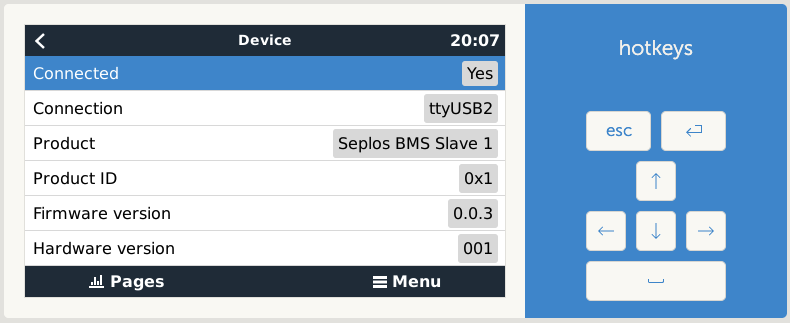 Device 20:07
Connected Yes
Connection ttyUSB2
Product Seplos BMS Slave 1
Product ID 0x1
Firmware version 0.0.3
Hardware version 001
Pages Menu
hotkeys
esc